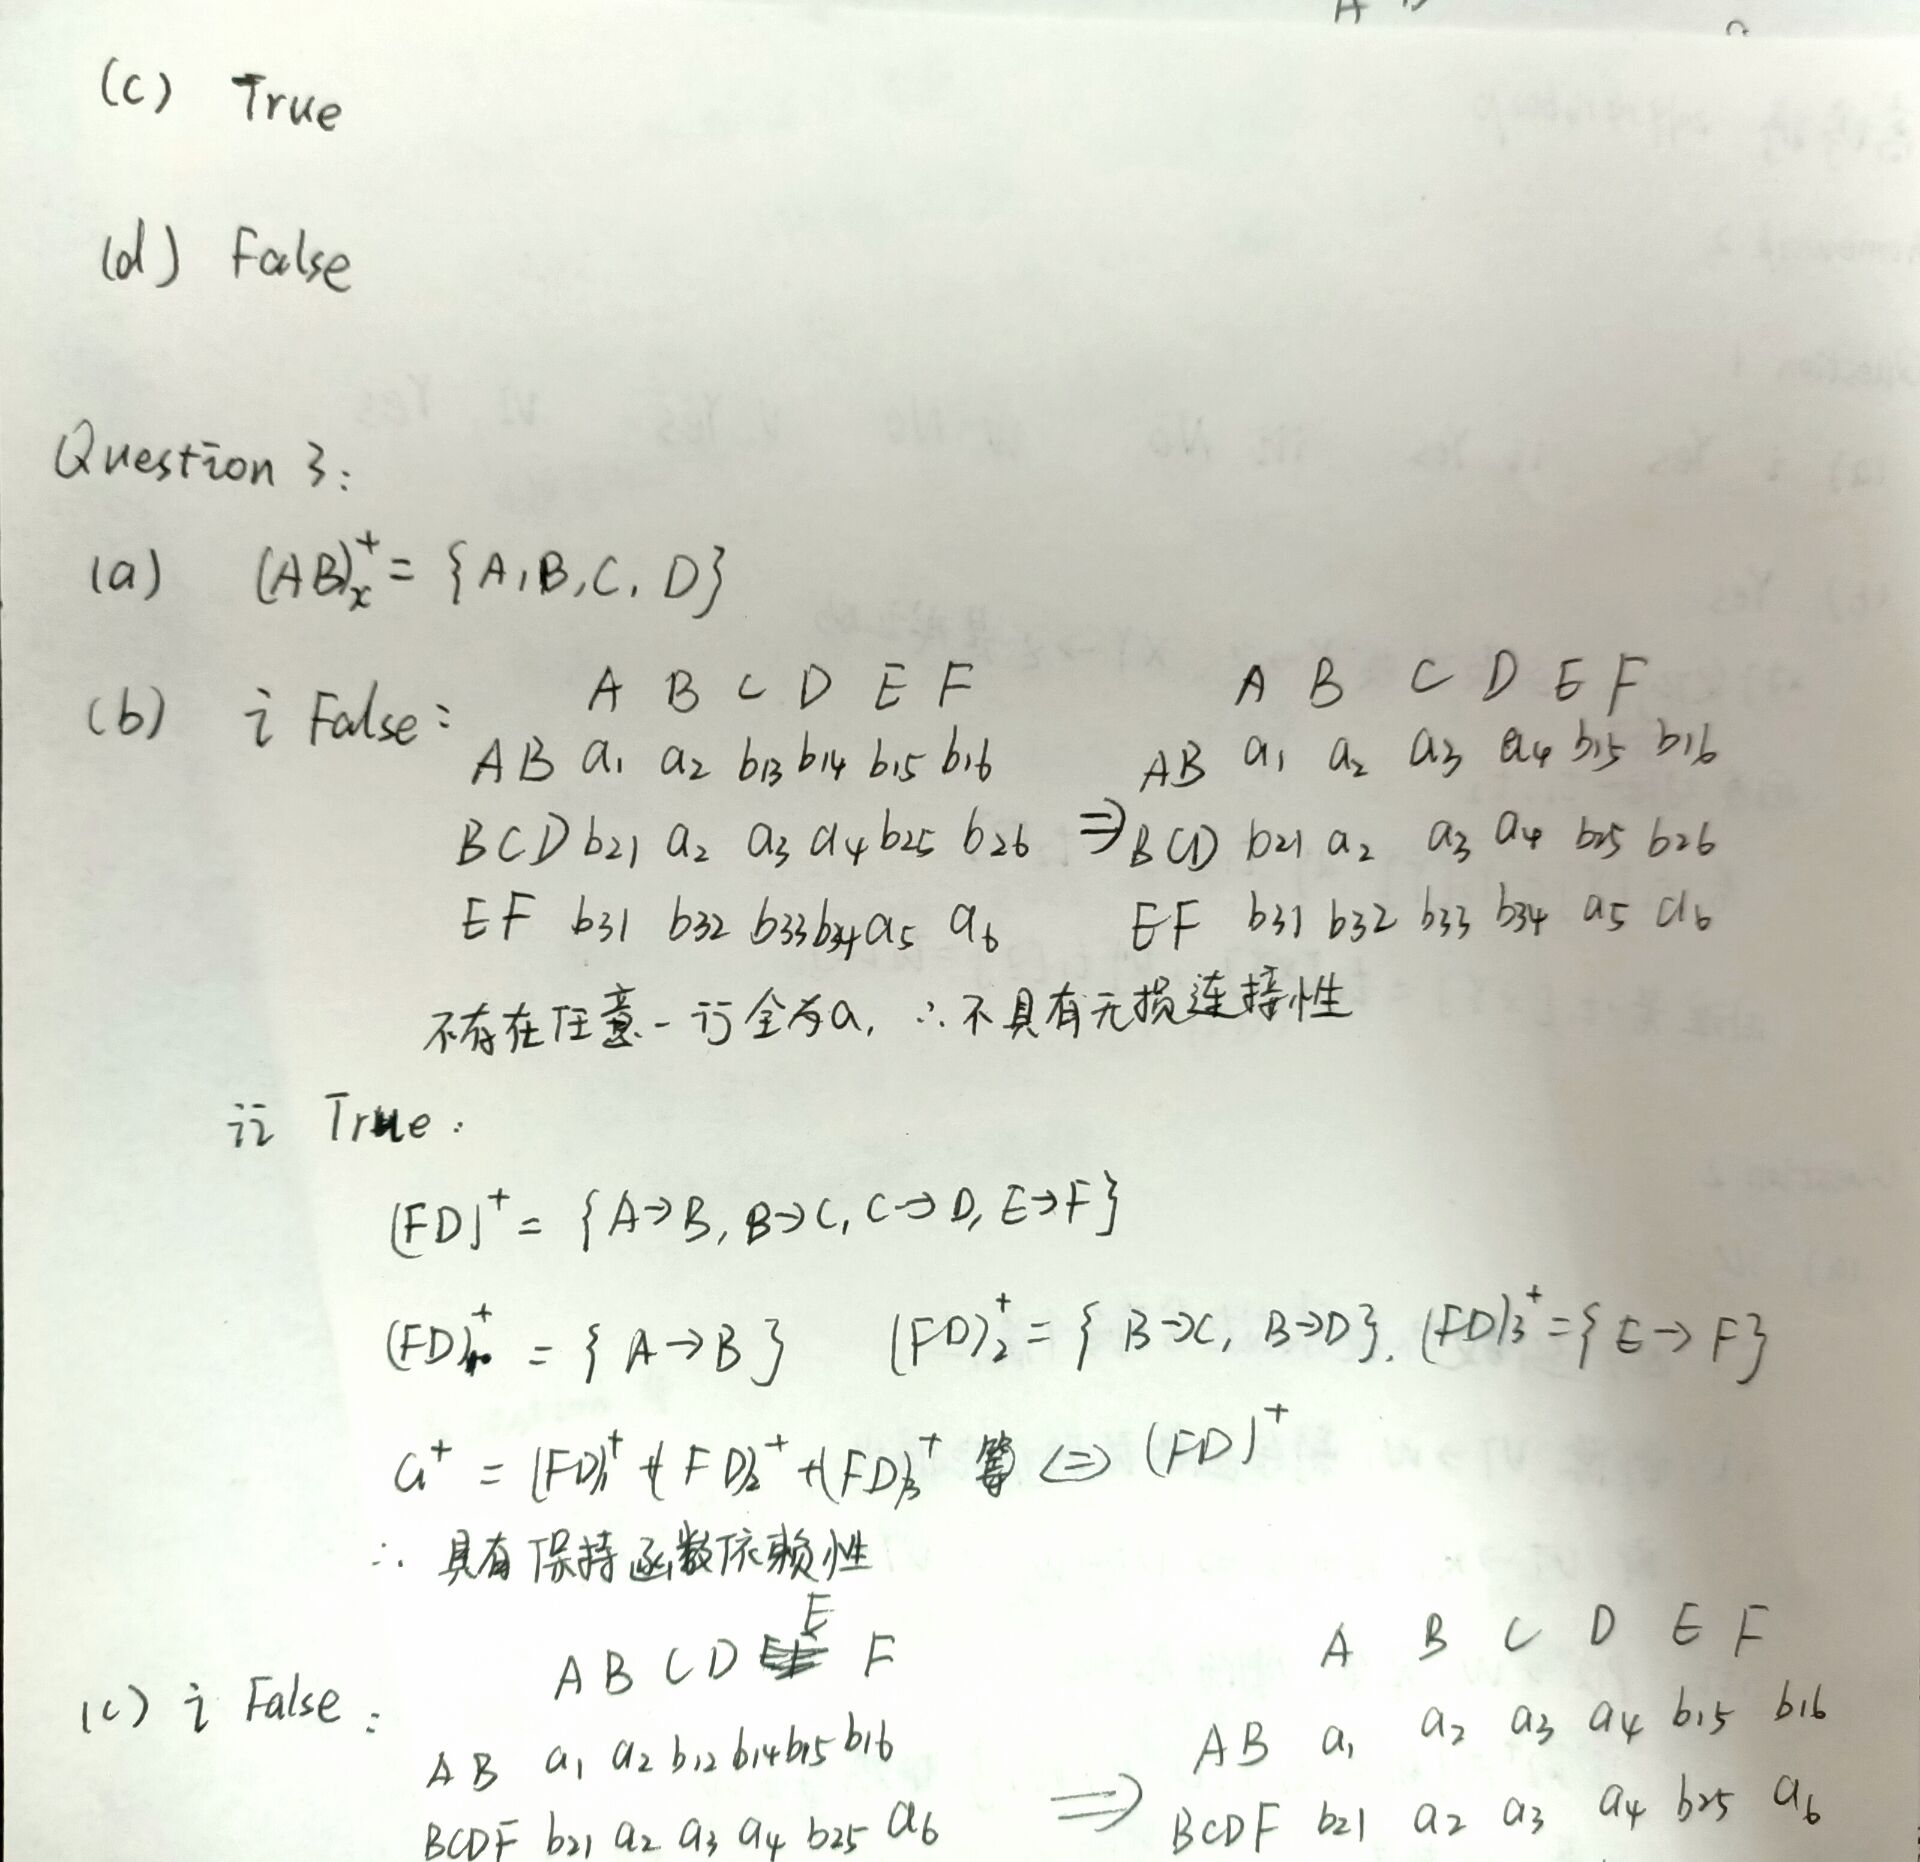 (c) True
(d) False
Question 3:
(a) (AB)ₓ⁺ = {A, B, C, D}
(b) i False: A B C D E F A B C D E F
AB a₁ a₂ b₁₃ b₁₄ b₁₅ b₁₆ AB a₁ a₂ a₃ a₄ b₁₅ b₁₆
BCD b₂₁ a₂ a₃ a₄ b₂₅ b₂₆ ⇒ BCD b₂₁ a₂ a₃ a₄ b₂₅ b₂₆
EF b₃₁ b₃₂ b₃₃ b₃₄ a₅ a₆ EF b₃₁ b₃₂ b₃₃ b₃₄ a₅ a₆
不存在任意一行全为a, ∴不具有无损连接性
ii True:
(FD)⁺ = {A→B, B→C, C→D, E→F}
(FD)₁⁺ = {A→B} (FD)₂⁺ = {B→C, B→D}. (FD)₃⁺ = {E→F}
G⁺ = (FD)₁⁺ + (FD)₂⁺ + (FD)₃⁺ ⇔ (FD)⁺
∴ 具有保持函数依赖性
(c) i False: A B C D E F A B C D E F
AB a₁ a₂ b₁₂ b₁₄ b₁₅ b₁₆ AB a₁ a₂ a₃ a₄ b₁₅ b₁₆
BCDF b₂₁ a₂ a₃ a₄ b₂₅ a₆ ⇒ BCDF b₂₁ a₂ a₃ a₄ b₂₅ a₆